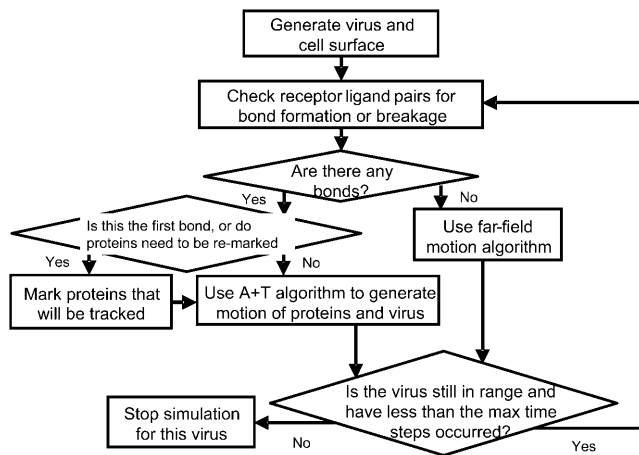 Generate virus and
cell surface
Check receptor ligand pairs for
bond formation or breakage
Are there any
bonds?
Yes
No
Is this the first bond, or do
proteins need to be re-marked
Use far-field
motion algorithm
Yes
No
Mark proteins that
will be tracked
Use A+T algorithm to generate
motion of proteins and virus
Is the virus still in range and
have less than the max time
steps occurred?
Stop simulation
for this virus
No
Yes